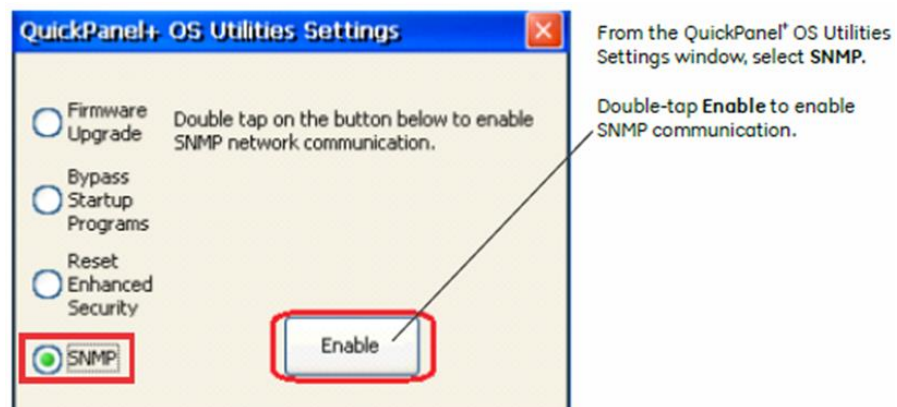 QuickPanel+ OS Utilities Settings
Firmware
Upgrade
Double tap on the button below to enable
SNMP network communication.
Bypass
Startup
Programs
Reset
Enhanced
Security
SNMP
Enable
From the QuickPanel⁺ OS Utilities
Settings window, select SNMP.
Double-tap Enable to enable
SNMP communication.